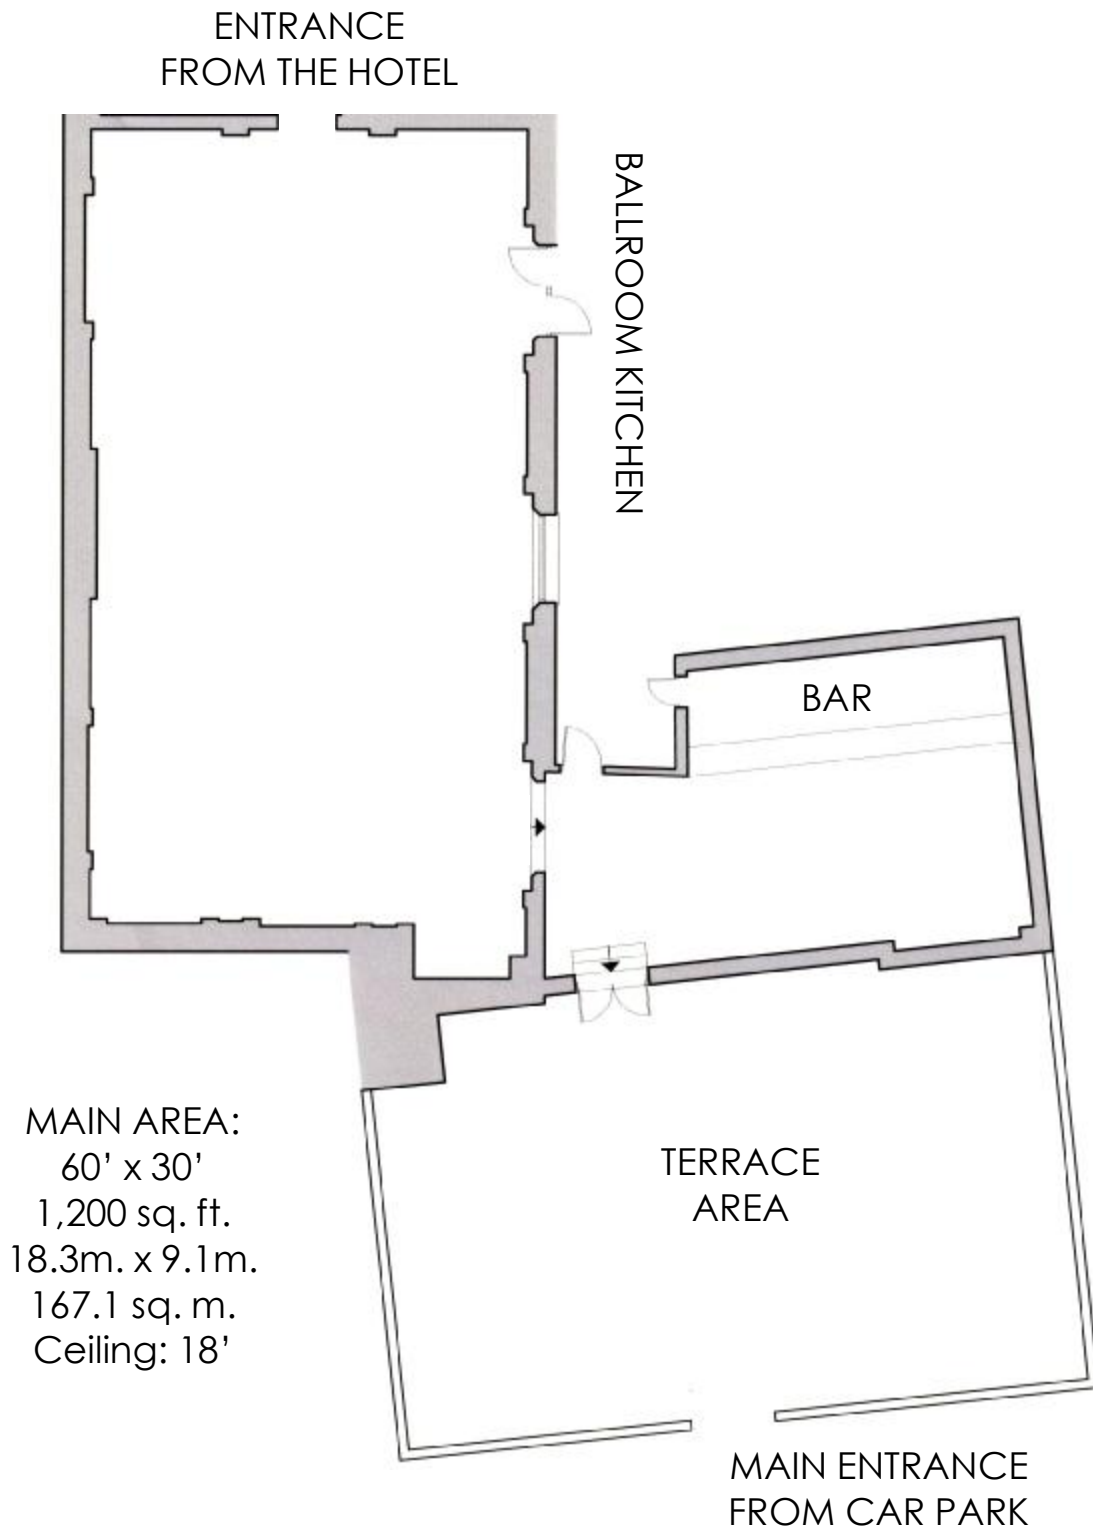 ENTRANCE
FROM THE HOTEL
BALLROOM KITCHEN
BAR
MAIN AREA:
60’ x 30’
1,200 sq. ft.
18.3m. x 9.1m.
167.1 sq. m.
Ceiling: 18’
TERRACE
AREA
MAIN ENTRANCE
FROM CAR PARK